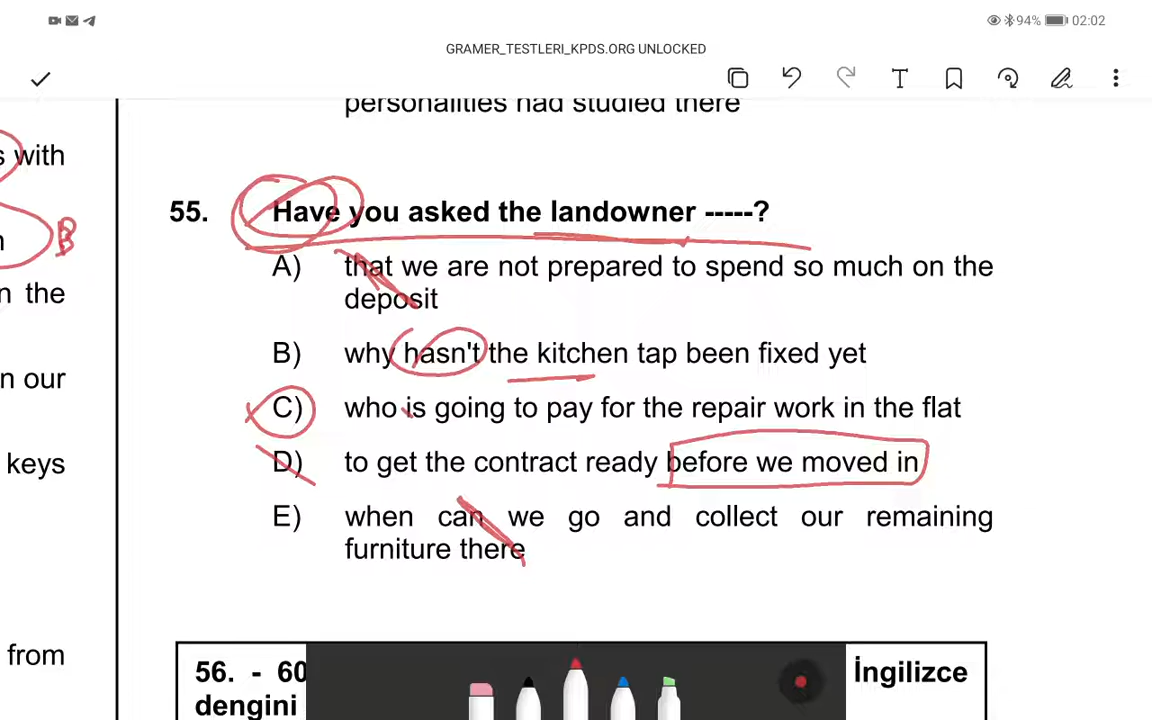 94% 02:02
GRAMER_TESTLERI_KPDS.ORG UNLOCKED
personalities had studied there
s with
B
n the
n our
keys
from
55. Have you asked the landowner -----?
A) that we are not prepared to spend so much on the
deposit
B) why hasn't the kitchen tap been fixed yet
C) who is going to pay for the repair work in the flat
D) to get the contract ready before we moved in
E) when can we go and collect our remaining
furniture there
56. - 60 İngilizce
dengini